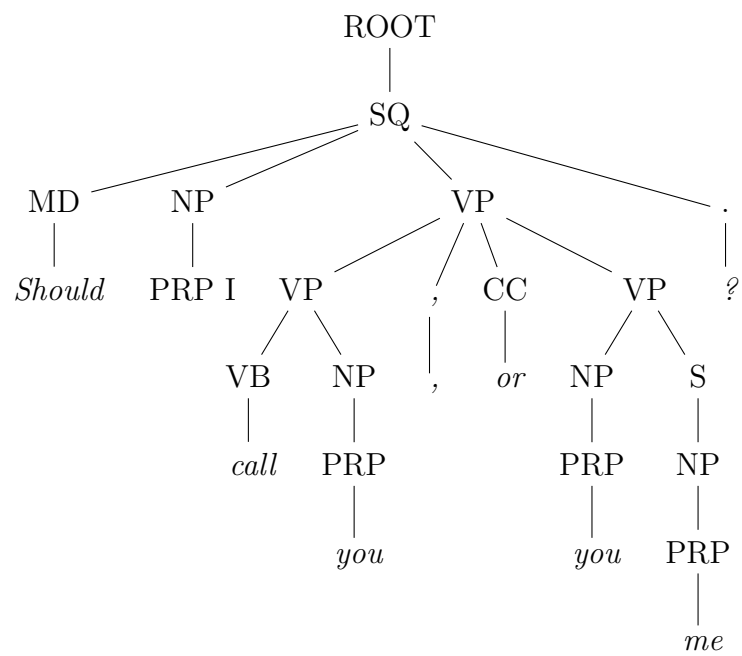 ROOT
SQ
MD NP VP .
Should PRP I VP , CC VP ?
VB NP , or NP S
call PRP PRP NP
you you PRP
me